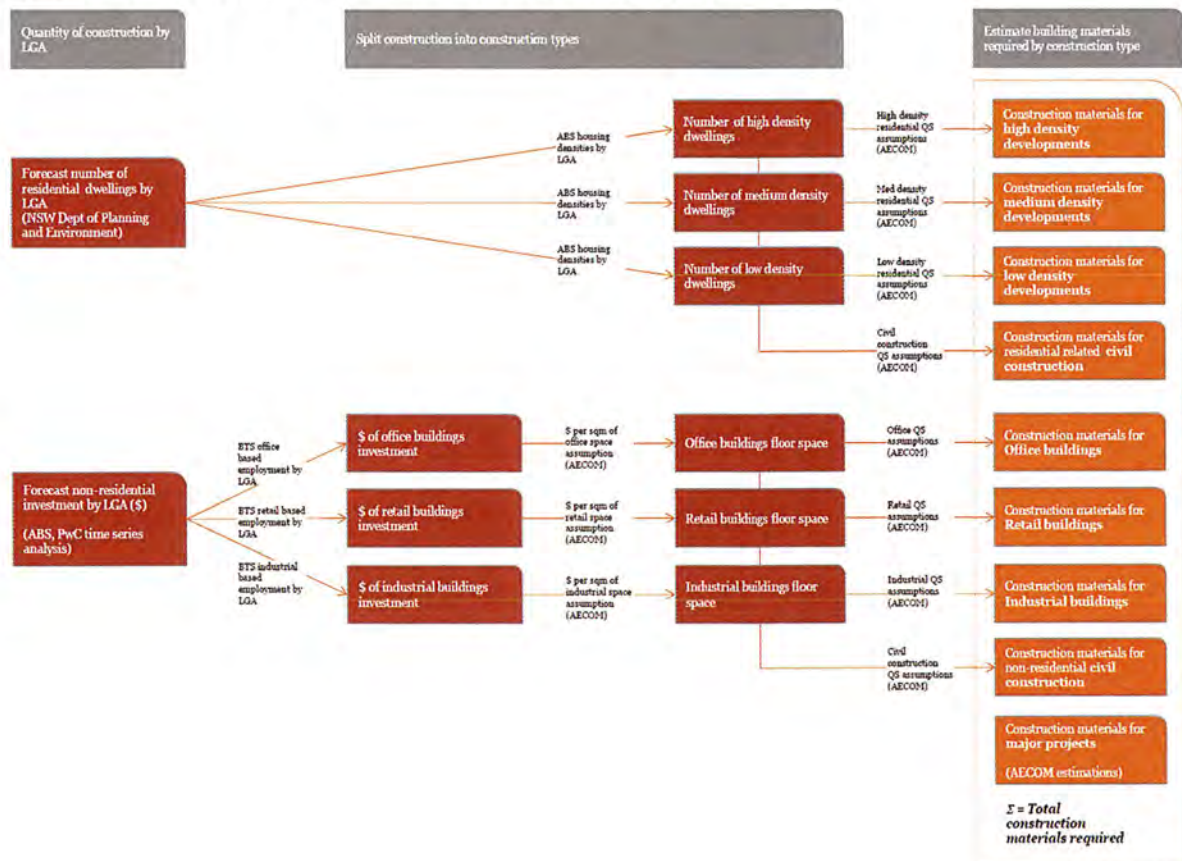 Quantity of construction by
LGA
Split construction into construction types
Estimate building materials
required by construction type
Forecast number of
residential dwellings by
LGA
(NSW Dept of Planning
and Environment)
ABS housing
densities by
LGA
Number of high density
dwellings
High density
residential QS
assumptions
(AECOM)
Construction materials for
high density
developments
ABS housing
densities by
LGA
Number of medium density
dwellings
Med density
residential QS
assumptions
(AECOM)
Construction materials for
medium density
developments
ABS housing
densities by
LGA
Number of low density
dwellings
Low density
residential QS
assumptions
(AECOM)
Construction materials for
low density
developments
Civil
construction
QS assumptions
(AECOM)
Construction materials for
residential related civil
construction
Forecast non-residential
investment by LGA ($)
(ABS, PwC time series
analysis)
BTS office
based
employment by
LGA
$ of office buildings
investment
$ per sqm of
office space
assumption
(AECOM)
Office buildings floor space
Office QS
assumptions
(AECOM)
Construction materials for
Office buildings
BTS retail based
employment by
LGA
$ of retail buildings
investment
$ per sqm of
retail space
assumption
(AECOM)
Retail buildings floor space
Retail QS
assumptions
(AECOM)
Construction materials for
Retail buildings
BTS industrial
based
employment by
LGA
$ of industrial buildings
investment
$ per sqm of
industrial space
assumption
(AECOM)
Industrial buildings floor
space
Industrial QS
assumptions
(AECOM)
Construction materials for
Industrial buildings
Civil
construction
QS assumptions
(AECOM)
Construction materials for
non-residential civil
construction
Construction materials for
major projects
(AECOM estimations)
Σ = Total
construction
materials required